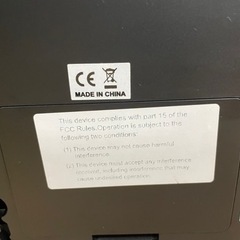 CE
MADE IN CHINA
This device complies with part 15 of the
FCC Rules.Operation is subject to the
following two conditions:
(1) This device may not cause harmful
interference.
(2) This device must accept any interference
received, including interference that may
cause undesired operation.